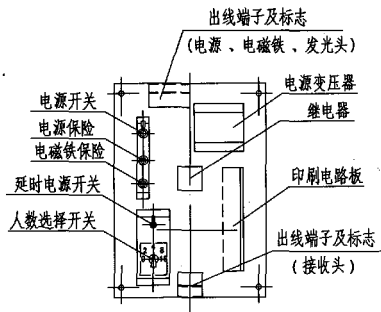 出线端子及标志
(电源、电磁铁、发光头)
电源变压器
继电器
电源开关
电源保险
电磁铁保险
延时电源开关
人数选择开关
印刷电路板
出线端子及标志
(接收头)